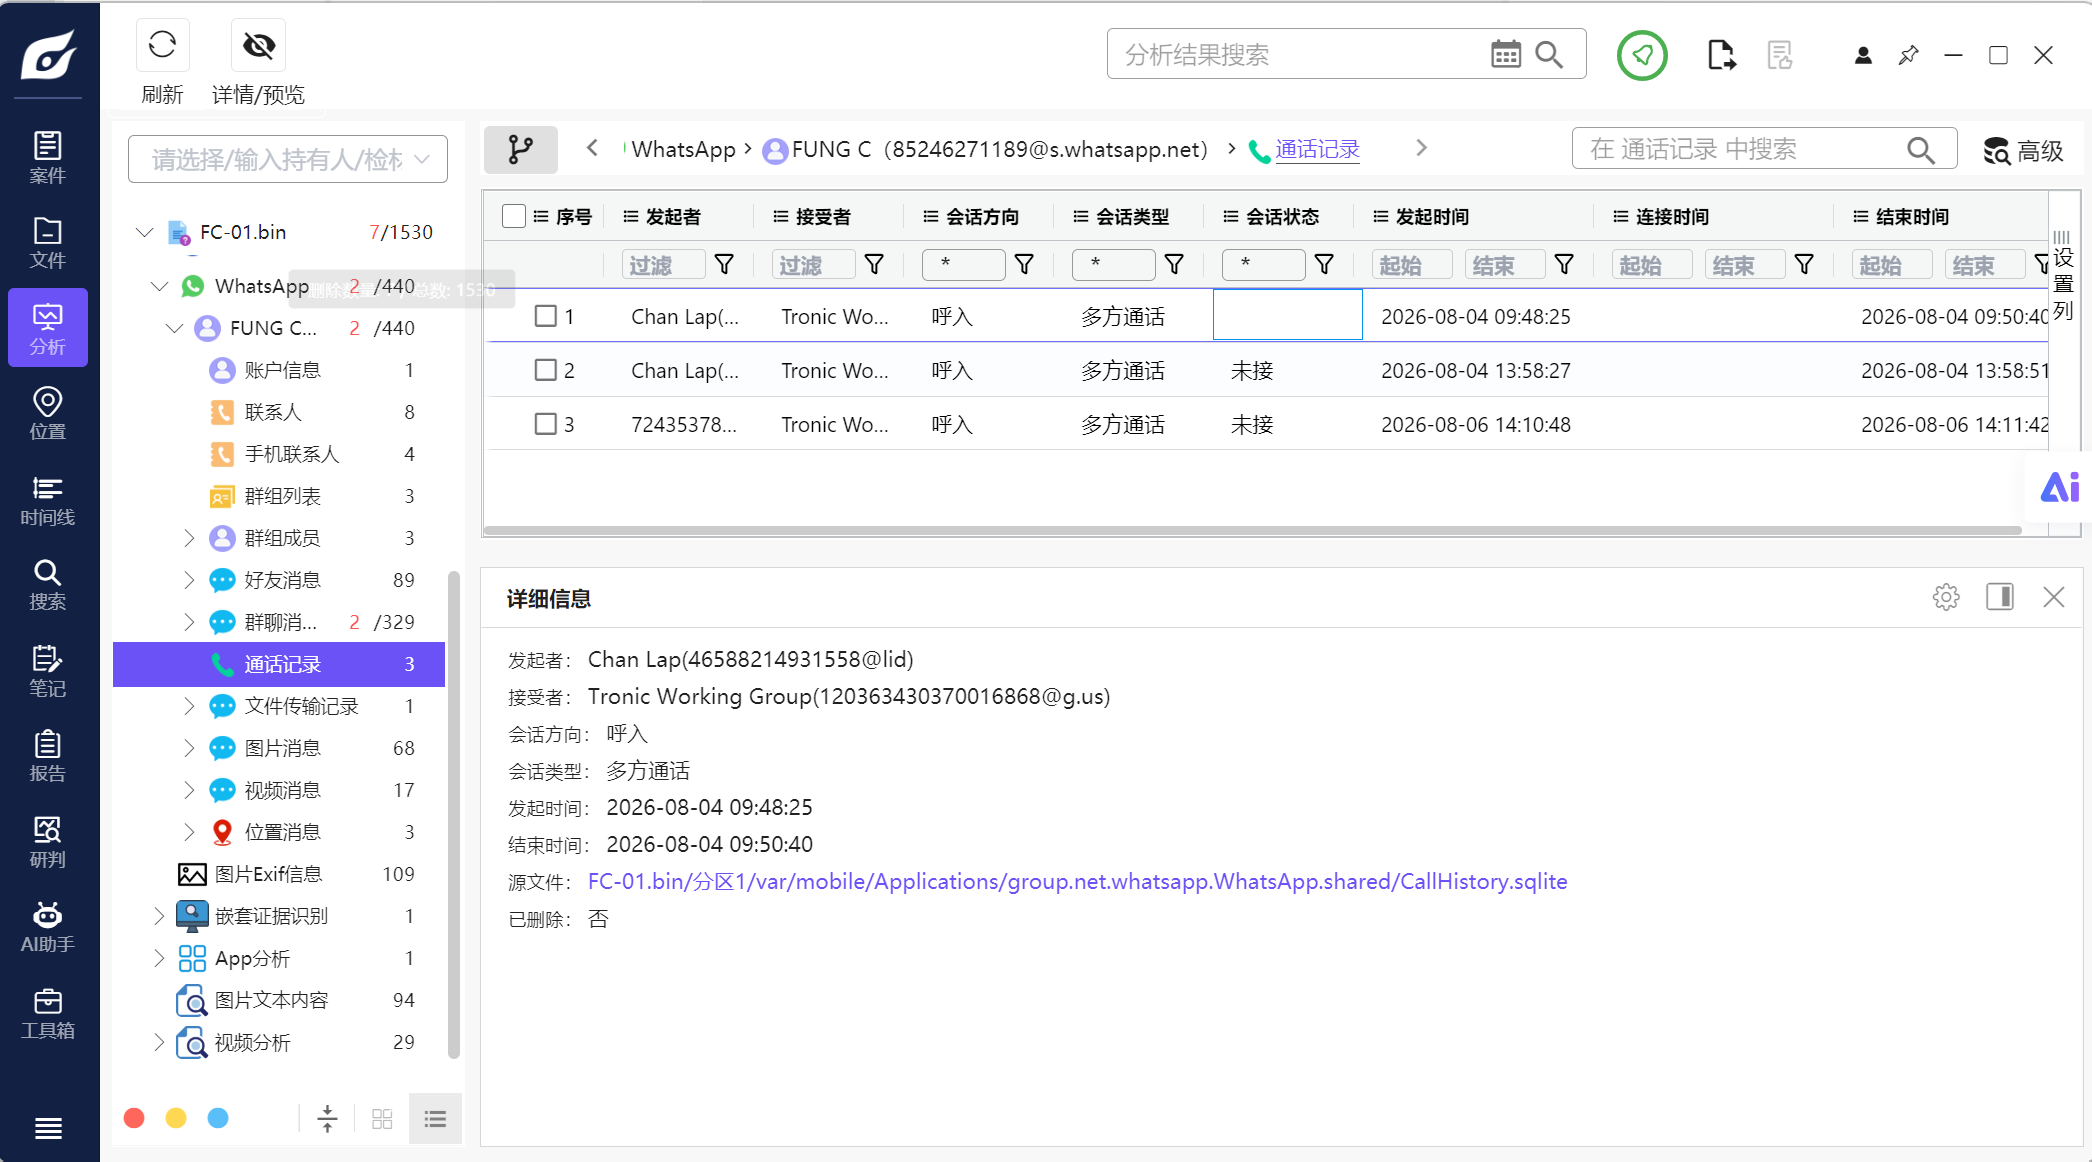 刷新
详情/预览
分析结果搜索
案件
文件
分析
位置
时间线
搜索
笔记
报告
研判
AI助手
工具箱
请选择/输入持有人/检材
FC-01.bin 7/1530
WhatsApp 2 /440
总数: 1530
FUNG C... 2 /440
账户信息 1
联系人 8
手机联系人 4
群组列表 3
群组成员 3
好友消息 89
群聊消... 2 /329
通话记录 3
文件传输记录 1
图片消息 68
视频消息 17
位置消息 3
图片Exif信息 109
嵌套证据识别 1
App分析 1
图片文本内容 94
视频分析 29
WhatsApp > FUNG C（85246271189@s.whatsapp.net） > 通话记录
在 通话记录 中搜索
高级
序号 发起者 接受者 会话方向 会话类型 会话状态 发起时间 连接时间 结束时间
过滤 过滤 * * * 起始 结束 起始 结束 起始 结束
1 Chan Lap(... Tronic Wo... 呼入 多方通话 2026-08-04 09:48:25 2026-08-04 09:50:40
2 Chan Lap(... Tronic Wo... 呼入 多方通话 未接 2026-08-04 13:58:27 2026-08-04 13:58:51
3 72435378... Tronic Wo... 呼入 多方通话 未接 2026-08-06 14:10:48 2026-08-06 14:11:42
设置列
Ai
详细信息
发起者： Chan Lap(46588214931558@lid)
接受者： Tronic Working Group(120363430370016868@g.us)
会话方向： 呼入
会话类型： 多方通话
发起时间： 2026-08-04 09:48:25
结束时间： 2026-08-04 09:50:40
源文件： FC-01.bin/分区1/var/mobile/Applications/group.net.whatsapp.WhatsApp.shared/CallHistory.sqlite
已删除： 否